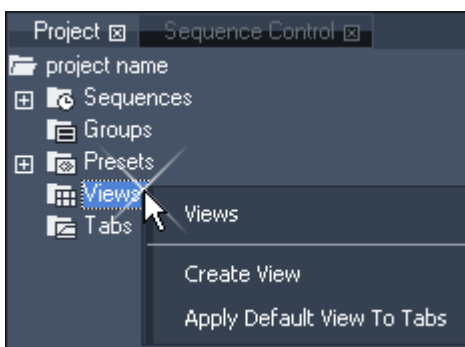 Project Sequence Control
project name
Sequences
Groups
Presets
Views
Tabs
Views
Create View
Apply Default View To Tabs